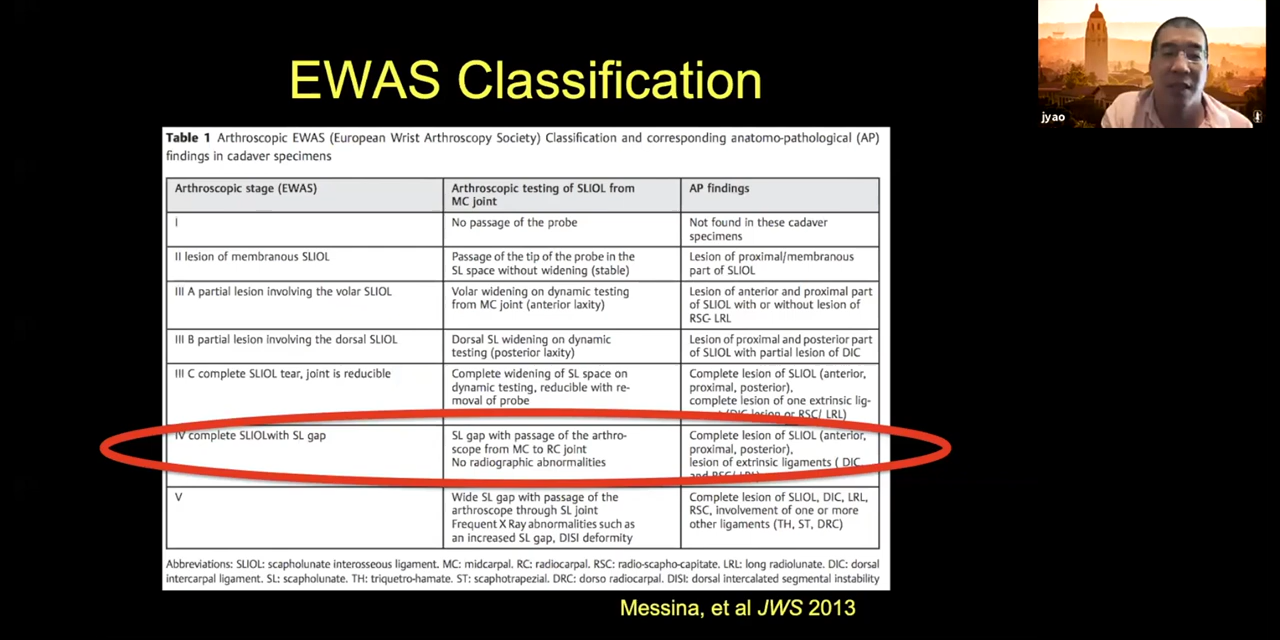 EWAS Classification
jyao
Table 1 Arthroscopic EWAS (European Wrist Arthroscopy Society) Classification and corresponding anatomo-pathological (AP)
findings in cadaver specimens
Arthroscopic stage (EWAS)
Arthroscopic testing of SLIOL from
MC joint
AP findings
I
No passage of the probe
Not found in these cadaver
specimens
II lesion of membranous SLIOL
Passage of the tip of the probe in the
SL space without widening (stable)
Lesion of proximal/membranous
part of SLIOL
III A partial lesion involving the volar SLIOL
Volar widening on dynamic testing
from MC joint (anterior laxity)
Lesion of anterior and proximal part
of SLIOL with or without lesion of
RSC- LRL
III B partial lesion involving the dorsal SLIOL
Dorsal SL widening on dynamic
testing (posterior laxity)
Lesion of proximal and posterior part
of SLIOL with partial lesion of DIC
III C complete SLIOL tear, joint is reducible
Complete widening of SL space on
dynamic testing, reducible with re-
moval of probe
Complete lesion of SLIOL (anterior,
proximal, posterior),
complete lesion of one extrinsic lig-
(DIC lesion or RSC/ LRL)
IV complete SLIOLwith SL gap
SL gap with passage of the arthro-
scope from MC to RC joint
No radiographic abnormalities
Complete lesion of SLIOL (anterior,
proximal, posterior),
lesion of extrinsic ligaments ( DIC
and RSC/ LRL)
V
Wide SL gap with passage of the
arthroscope through SL joint
Frequent X Ray abnormalities such as
an increased SL gap, DISI deformity
Complete lesion of SLIOL, DIC, LRL,
RSC, involvement of one or more
other ligaments (TH, ST, DRC)
Abbreviations: SLIOL: scapholunate interosseous ligament. MC: midcarpal. RC: radiocarpal. RSC: radio-scapho-capitate. LRL: long radiolunate. DIC: dorsal
intercarpal ligament. SL: scapholunate. TH: triquetro-hamate. ST: scaphotrapezial. DRC: dorso radiocarpal. DISI: dorsal intercalated segmental instability
Messina, et al JWS 2013